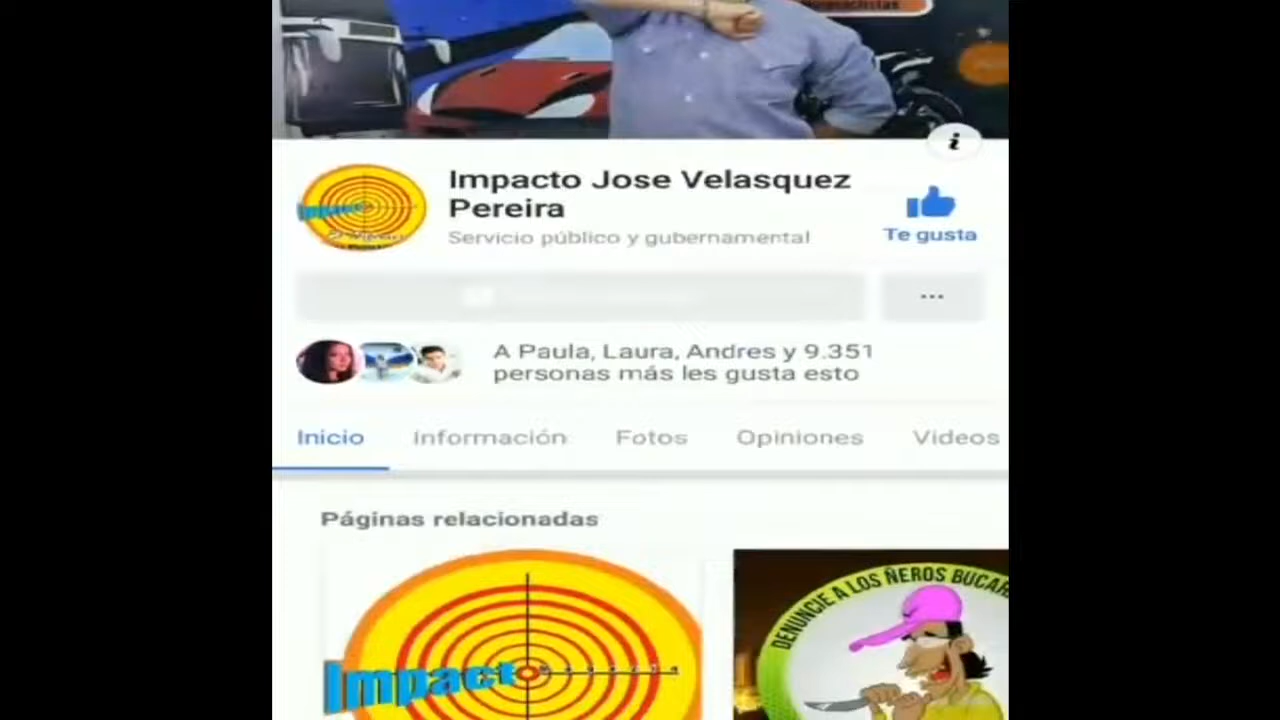 Impacto Jose Velasquez
Pereira
Servicio público y gubernamental
Te gusta
A Paula, Laura, Andres y 9.351
personas más les gusta esto
Inicio
Información
Fotos
Opiniones
Videos
Páginas relacionadas
DENUNCIE A LOS ÑEROS BUCAR
Impact